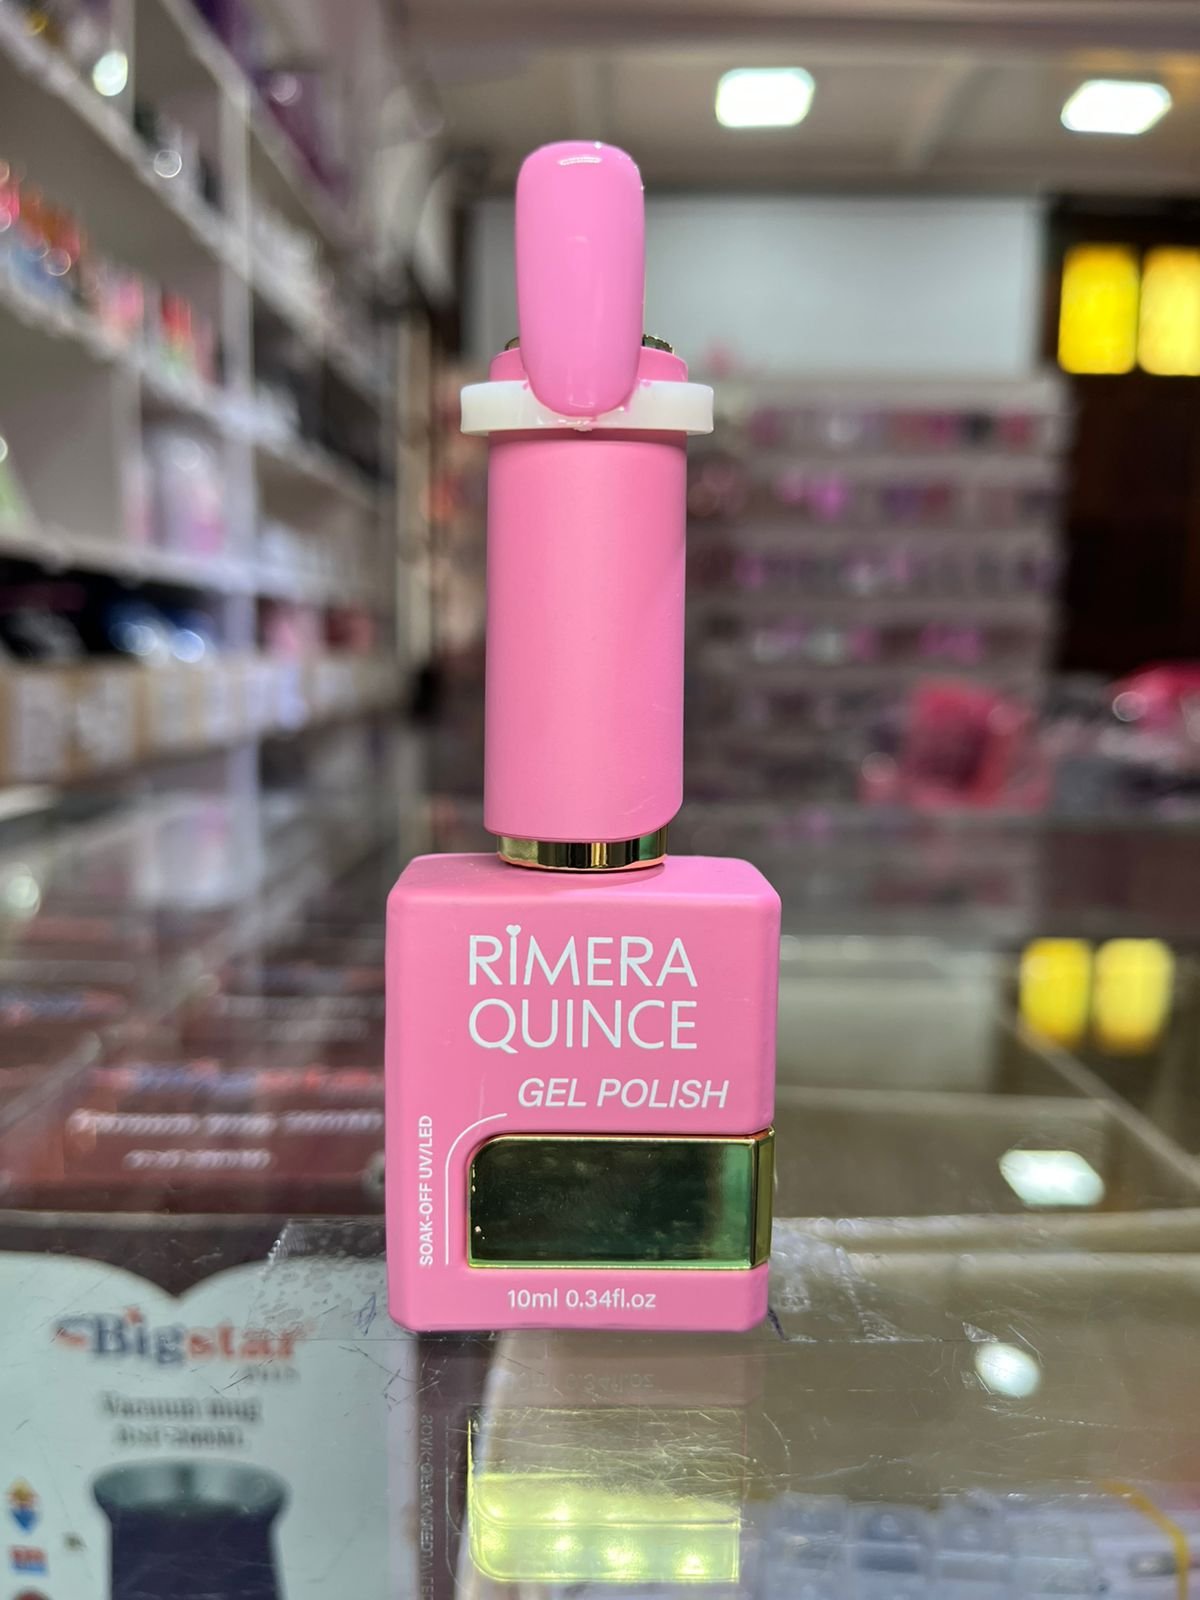 RIMERA
QUINCE
GEL POLISH
SOAK-OFF UV/LED
10ml 0.34fl.oz
Bigstar
Vacuum mug